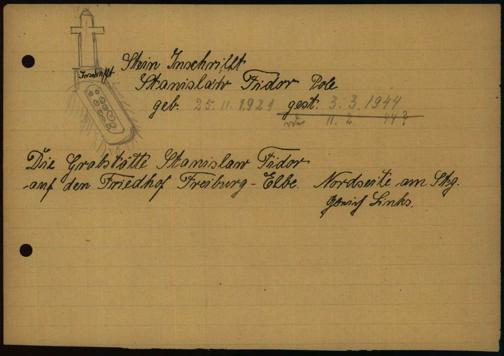 Inschrift
Stein Inschrift
Stanislaw Fidor Pole
geb. 25.11.1921 gest. 3.3.1944
11. 2 44?
Die Grabstätte Stanislaw Fidor
auf den Friedhof Freiburg-Elbe. Nordseite am Stg.
Links.